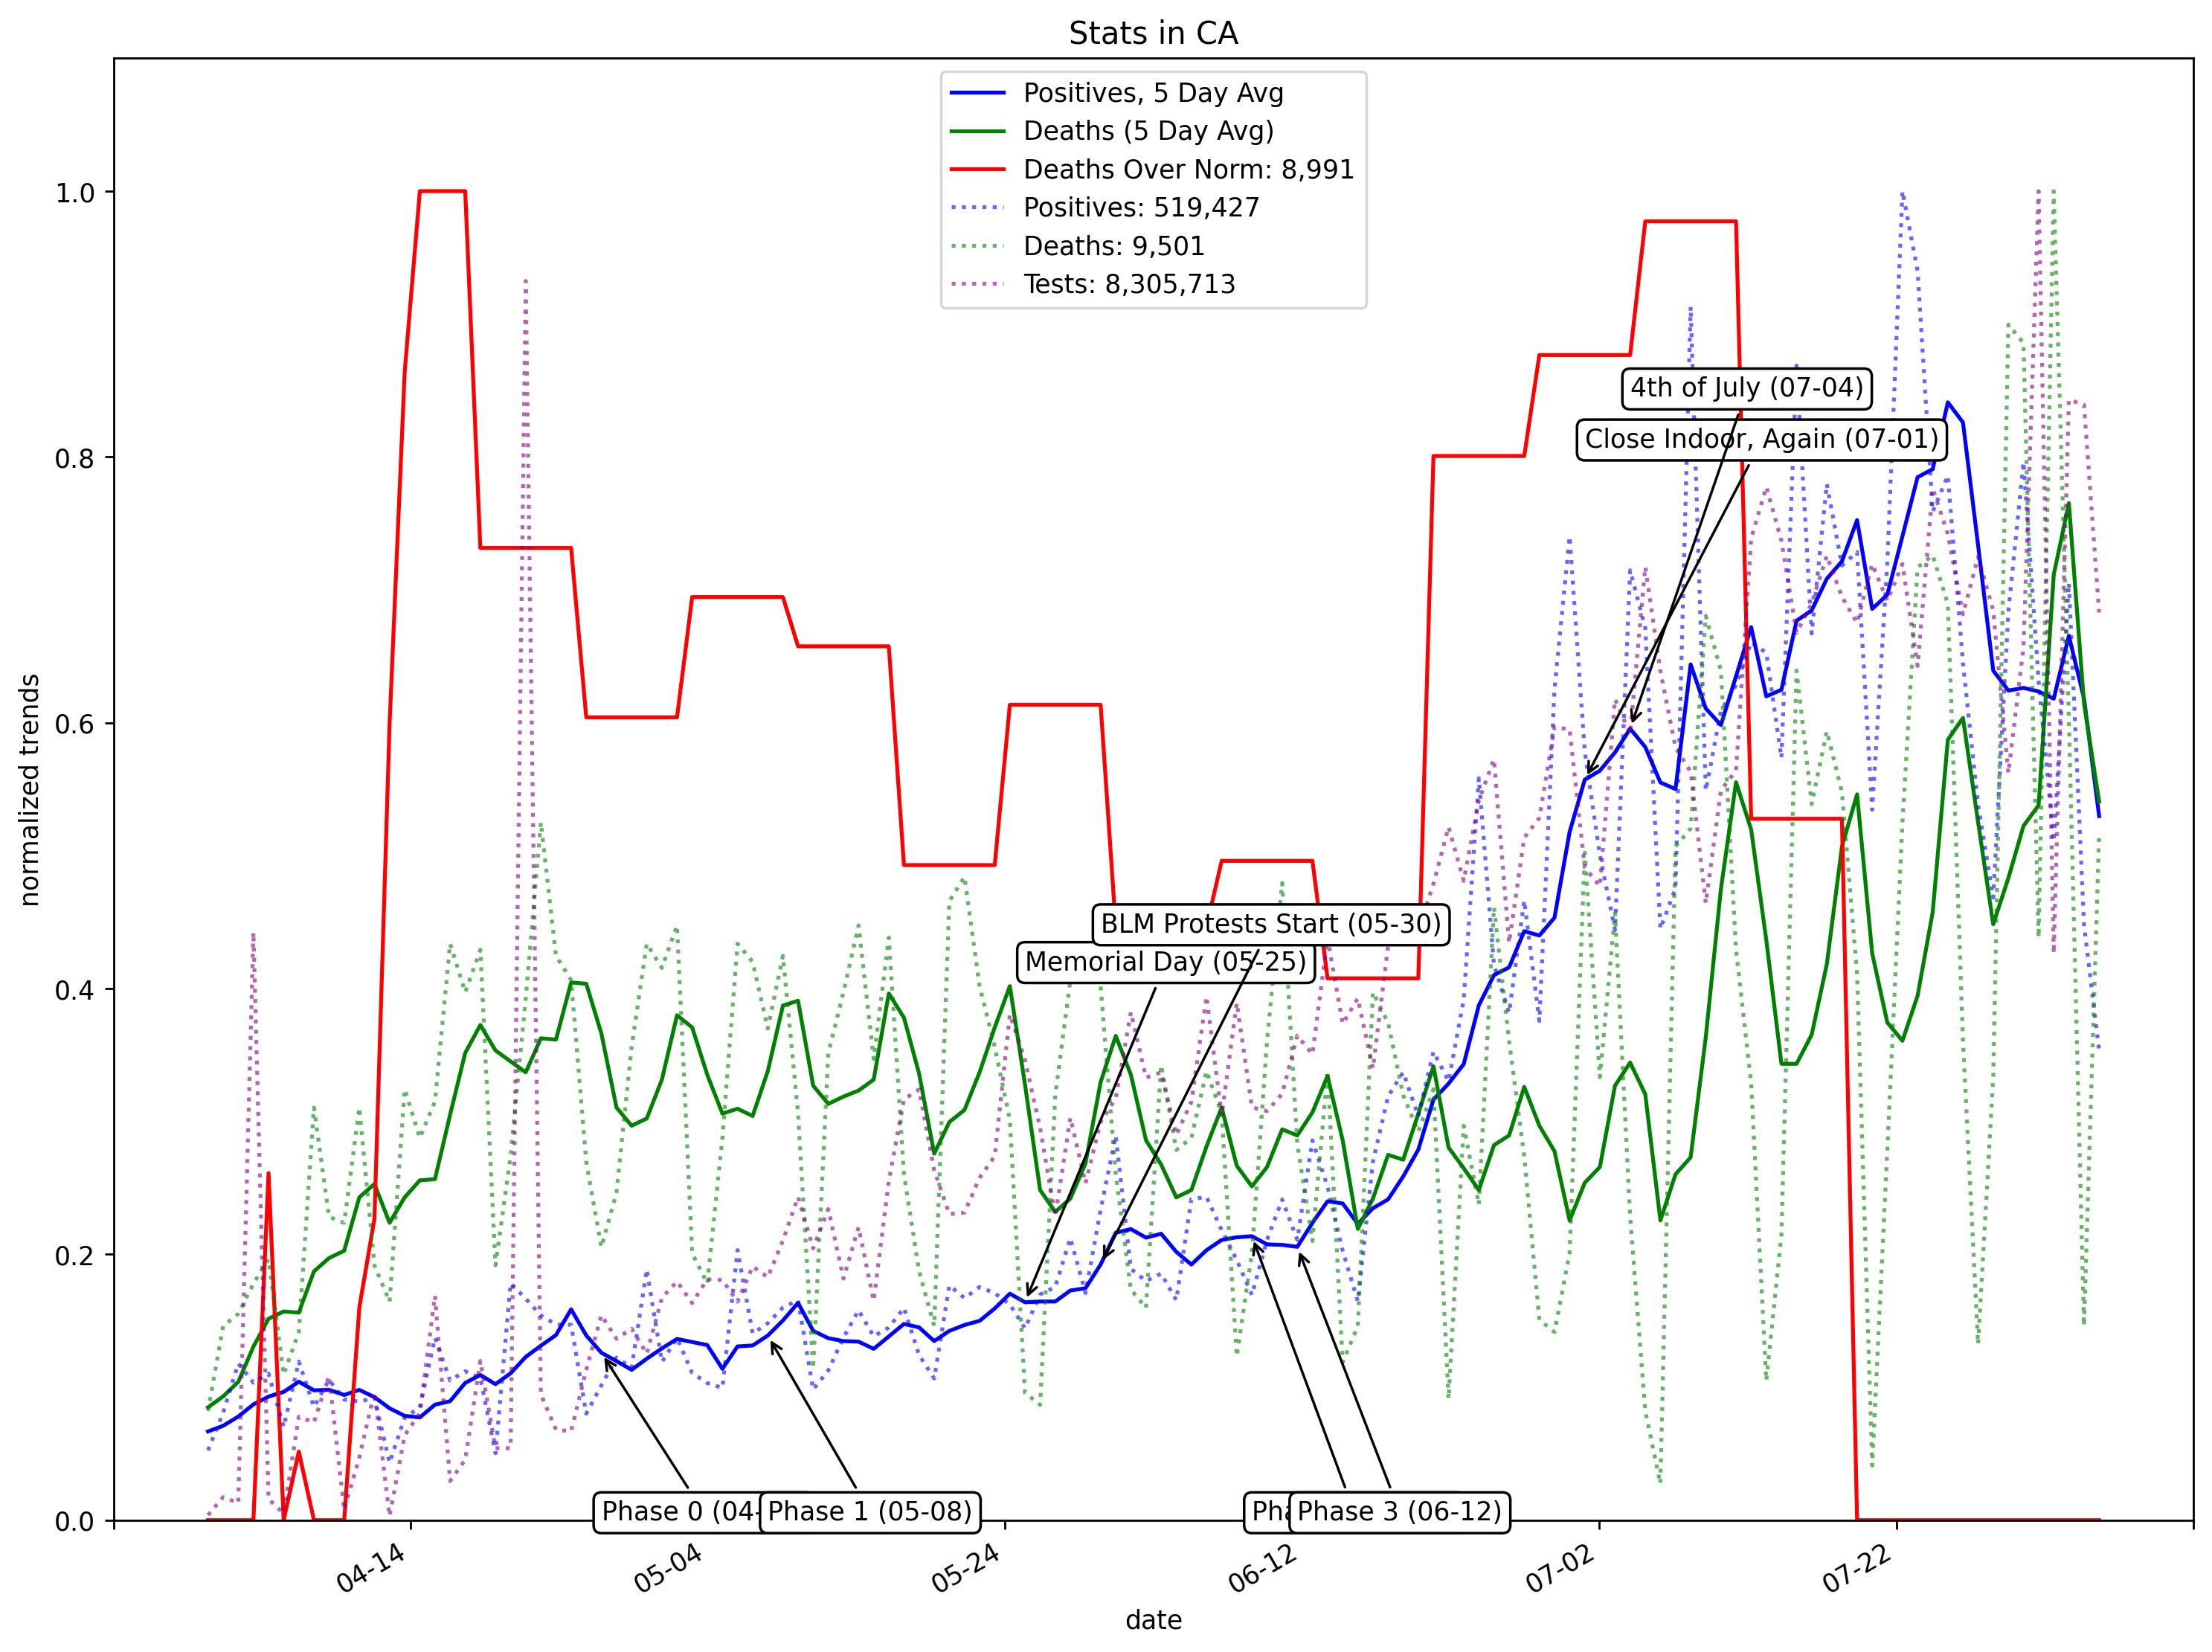 Stats in CA
Positives, 5 Day Avg
Deaths (5 Day Avg)
Deaths Over Norm: 8,991
Positives: 519,427
Deaths: 9,501
Tests: 8,305,713
1.0
0.8
0.6
0.4
0.2
0.0
normalized trends
4th of July (07-04)
Close Indoor, Again (07-01)
BLM Protests Start (05-30)
Memorial Day (05-25)
Phase 0 (04-
Phase 1 (05-08)
Phase 3 (06-12)
04-14
05-04
05-24
06-12
07-02
07-22
date